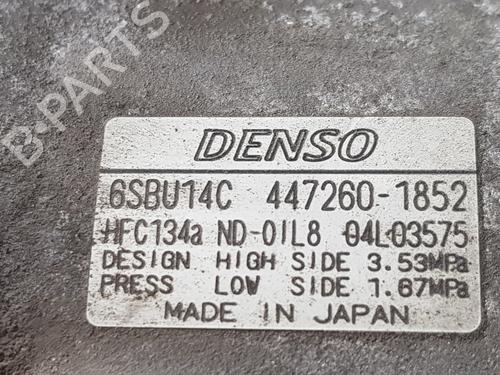 B-PARTS
DENSO
6SBU14C 447260-1852
HFC134a ND-OIL8 04L03575
DESIGN HIGH SIDE 3.53MPa
PRESS LOW SIDE 1.67MPa
MADE IN JAPAN